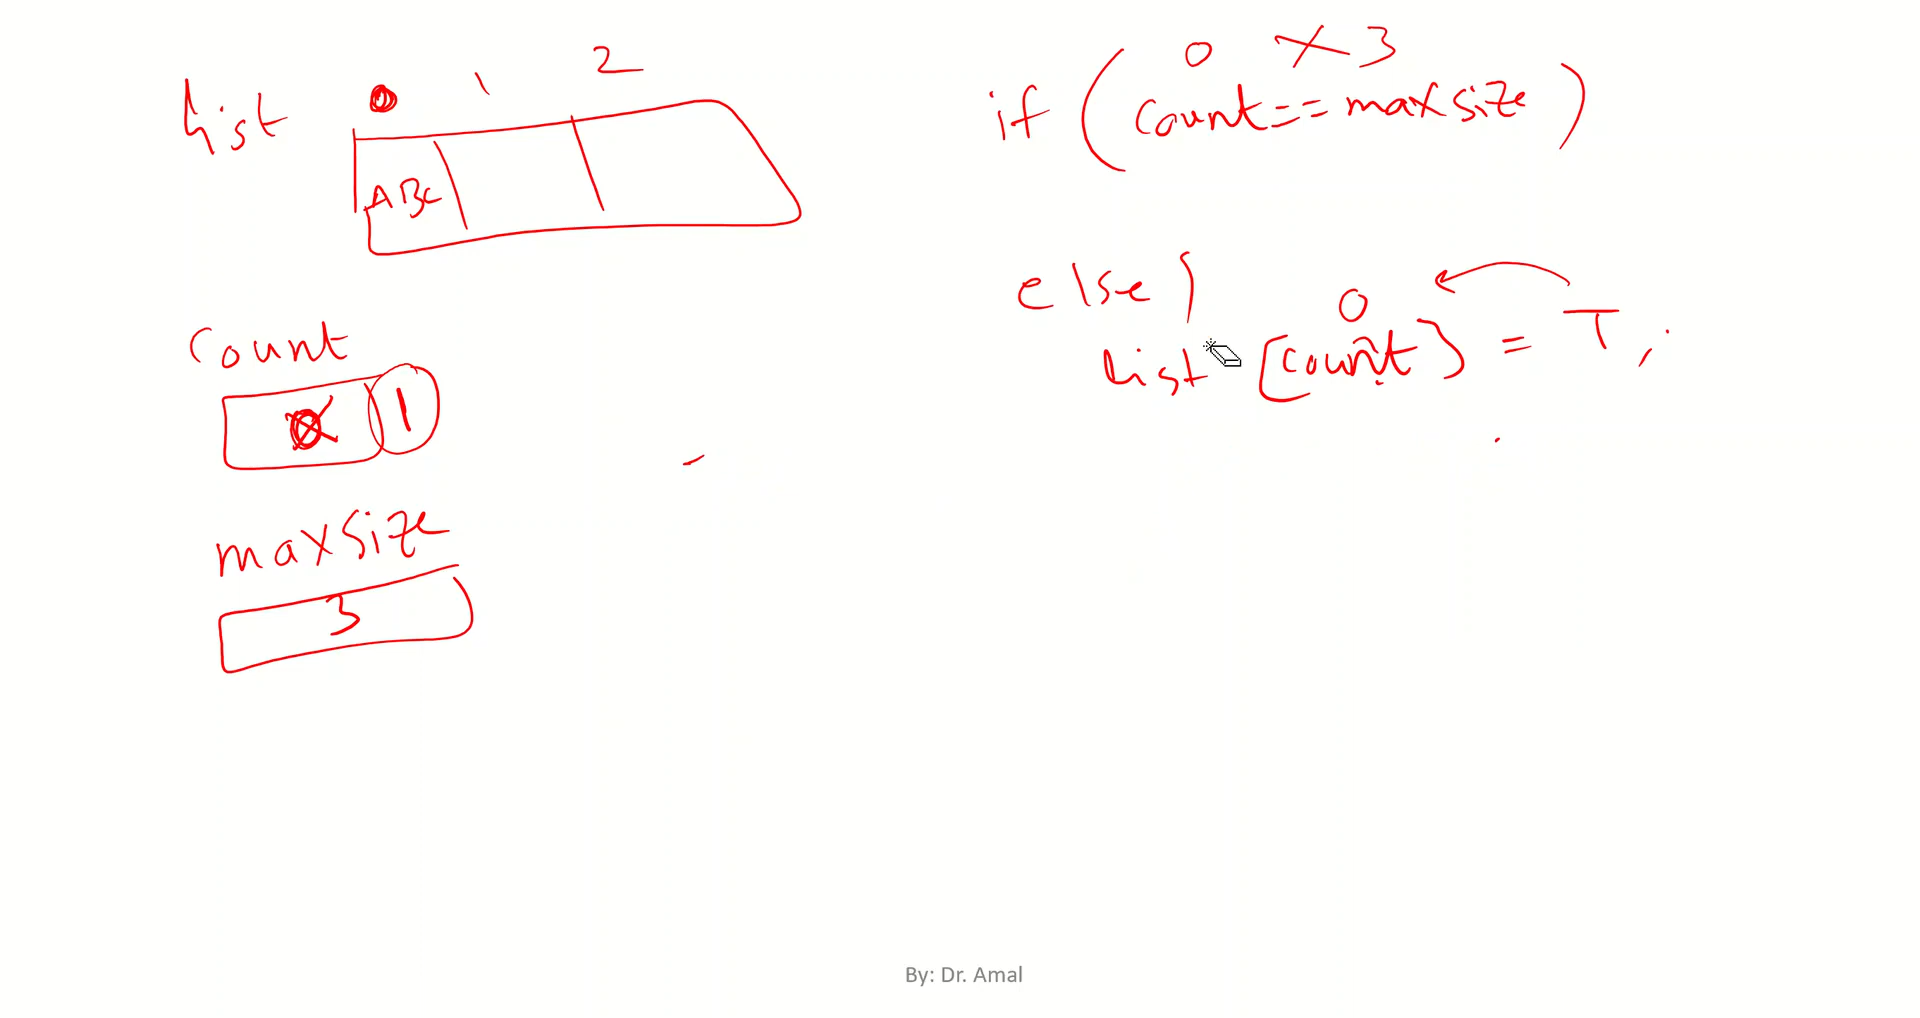 0 1 2
list
ABC
count
0 1
maxsize
3
0 X 3
if (count==maxsize)
else {
0
list [count] = T;
By: Dr. Amal